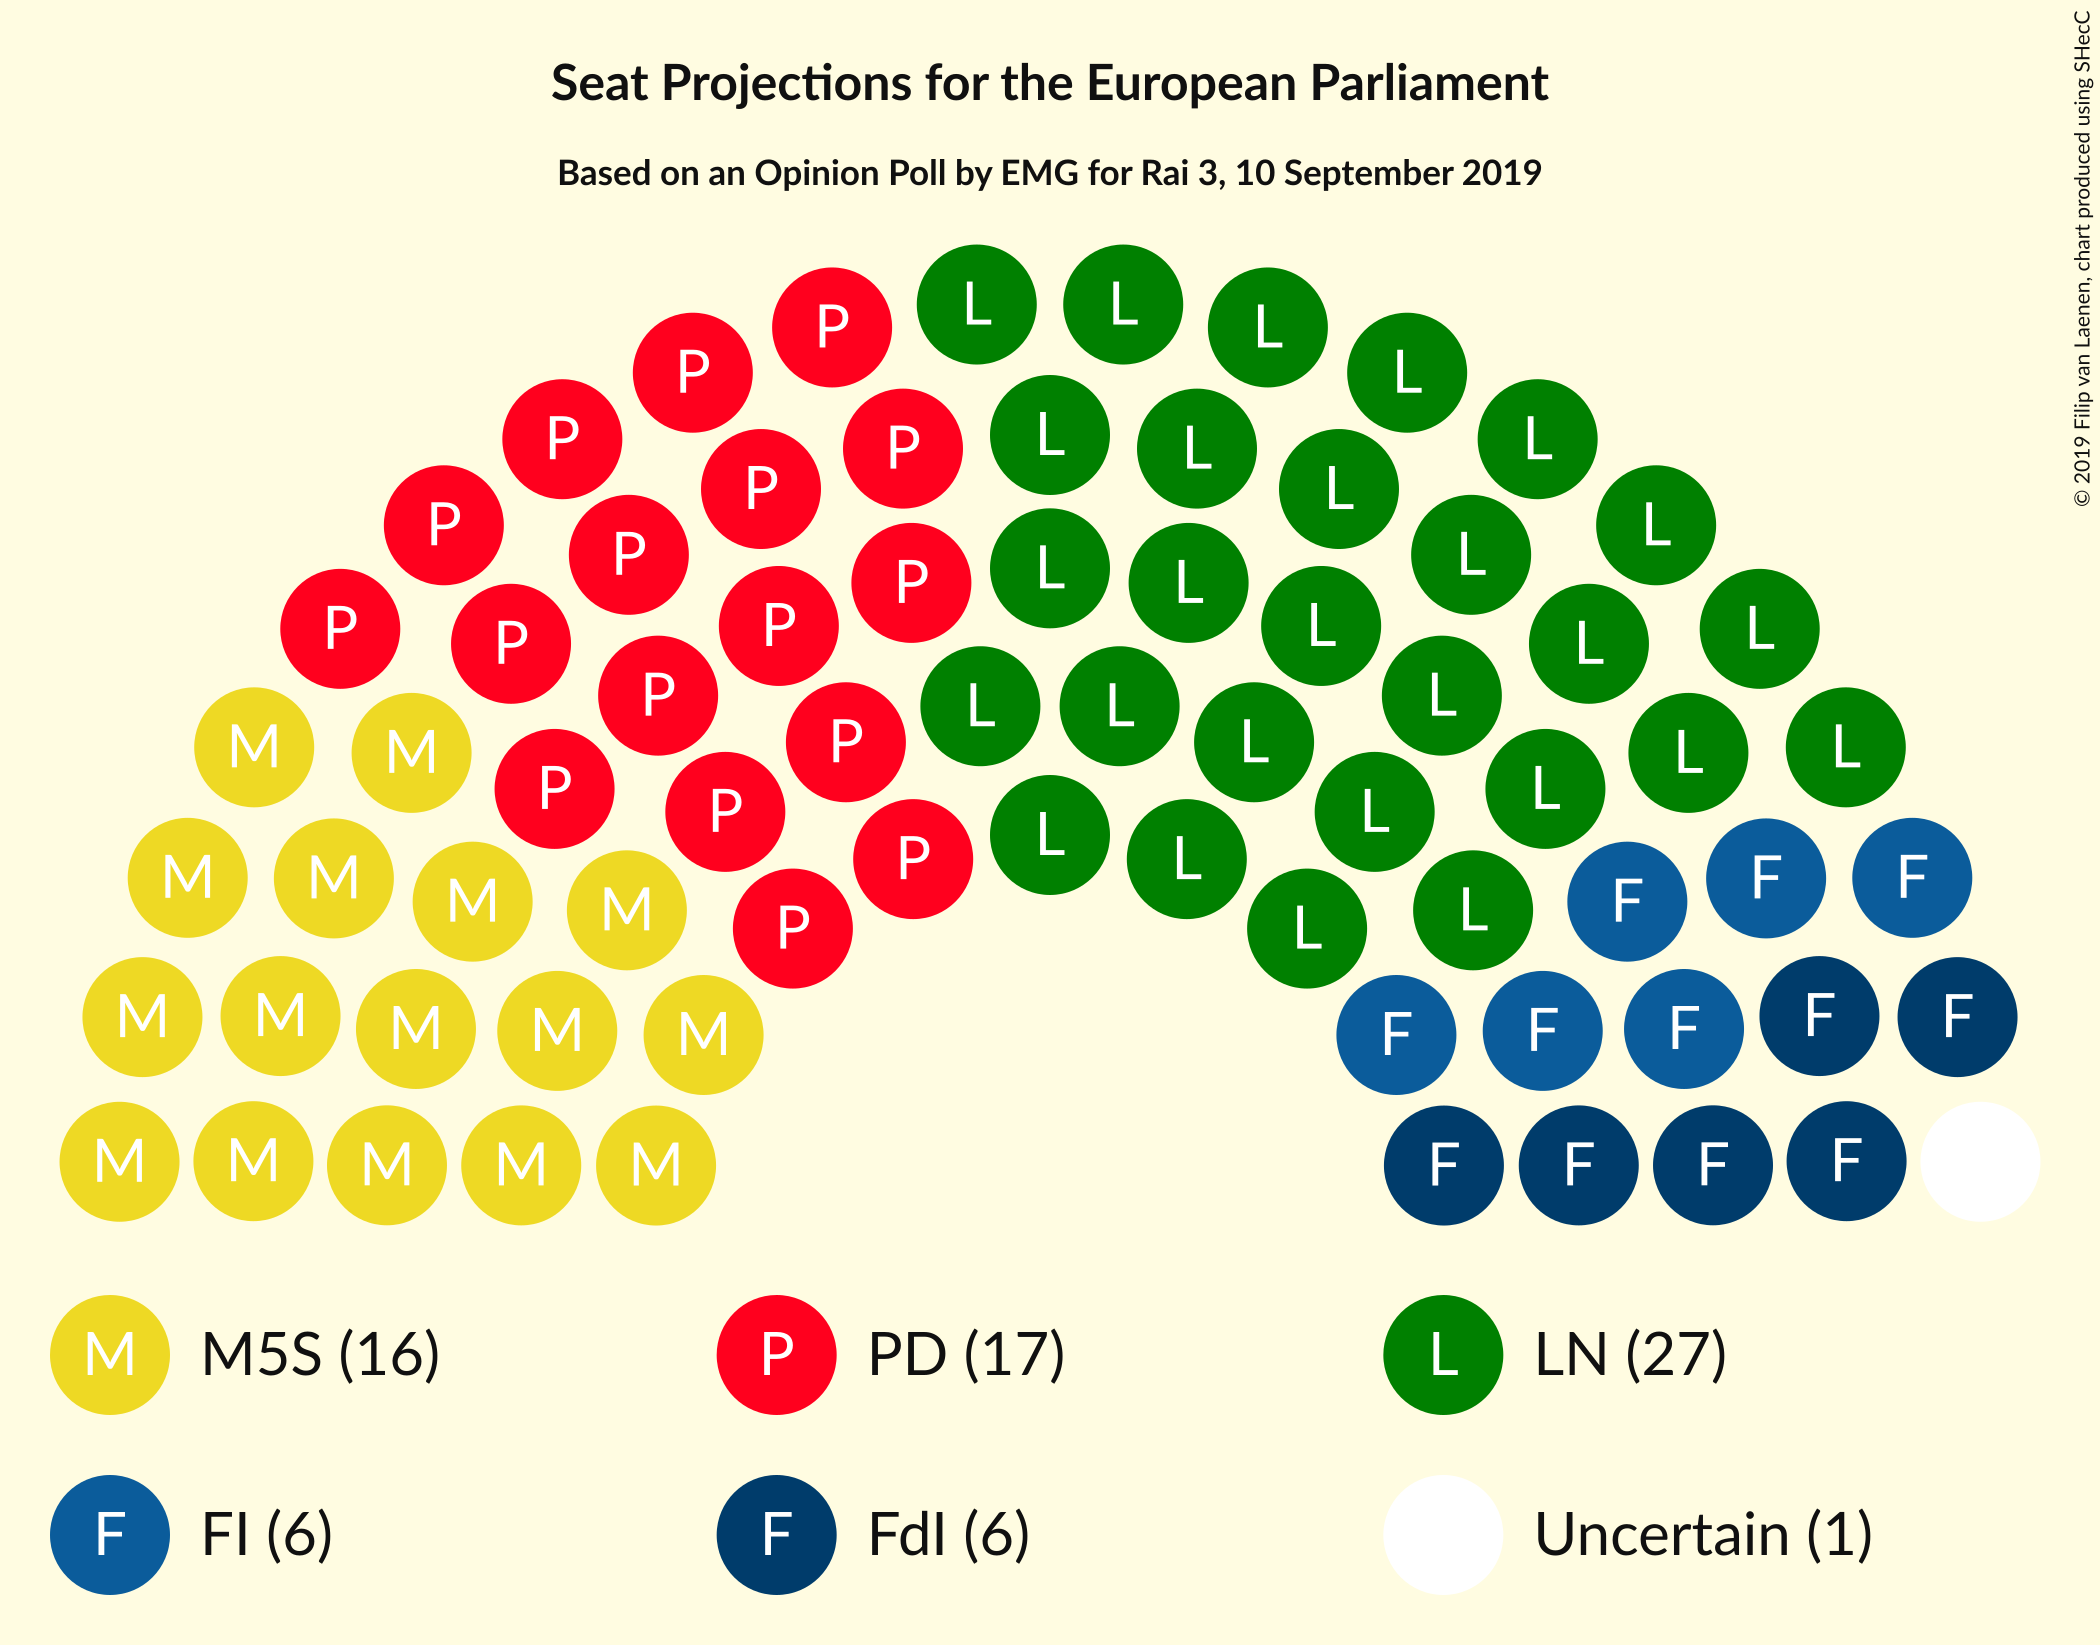 Seat Projections for the European Parliament
Based on an Opinion Poll by EMG for Rai 3, 10 September 2019
© 2019 Filip van Laenen, chart produced using SHecC
L L
P L
P L
P L
L
P L
P L
P L
P L
L
P L
P L
P L
P L
P L
P L
L L
M L
M L
P L
P L
P L
P L
M F
M F
M F
M L
P L
M F
M F
M F
M F
M F
M M M M M F F F F
M M5S (16)
P PD (17)
L LN (27)
F FI (6)
F FdI (6)
Uncertain (1)